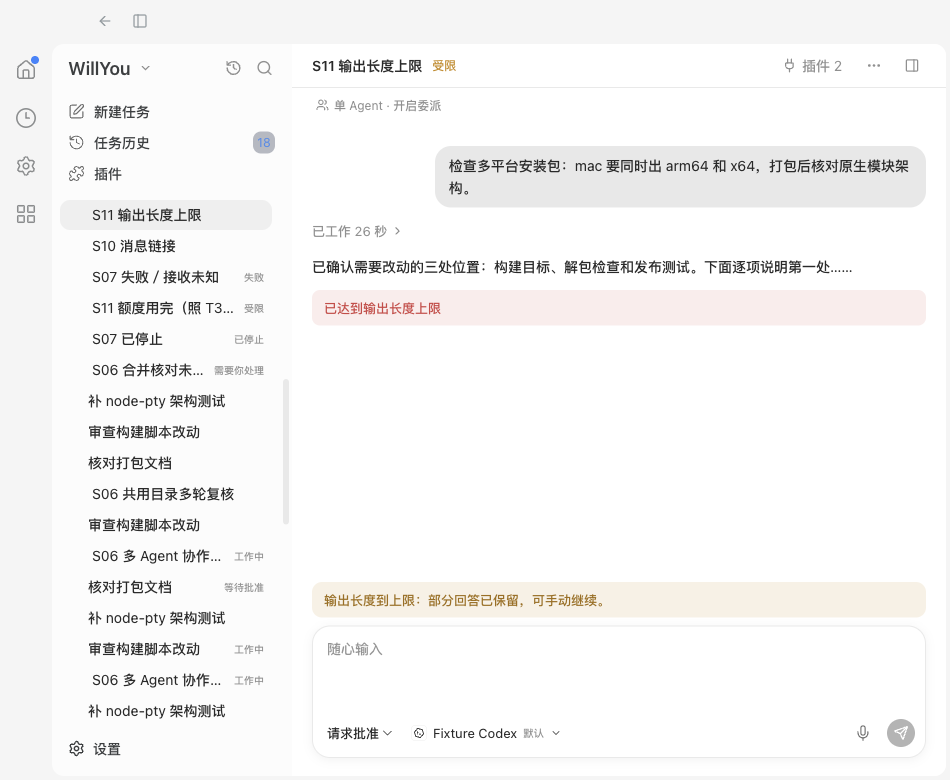 WillYou
新建任务
任务历史 18
插件
S11 输出长度上限
S10 消息链接
S07 失败 / 接收未知 失败
S11 额度用完（照 T3... 受限
S07 已停止 已停止
S06 合并核对未... 需要你处理
补 node-pty 架构测试
审查构建脚本改动
核对打包文档
S06 共用目录多轮复核
审查构建脚本改动
S06 多 Agent 协作... 工作中
核对打包文档 等待批准
补 node-pty 架构测试
审查构建脚本改动 工作中
S06 多 Agent 协作... 工作中
补 node-pty 架构测试
设置
S11 输出长度上限 受限
插件 2
单 Agent · 开启委派
检查多平台安装包：mac 要同时出 arm64 和 x64，打包后核对原生模块架
构。
已工作 26 秒
已确认需要改动的三处位置：构建目标、解包检查和发布测试。下面逐项说明第一处……
已达到输出长度上限
输出长度到上限：部分回答已保留，可手动继续。
随心输入
请求批准 Fixture Codex 默认